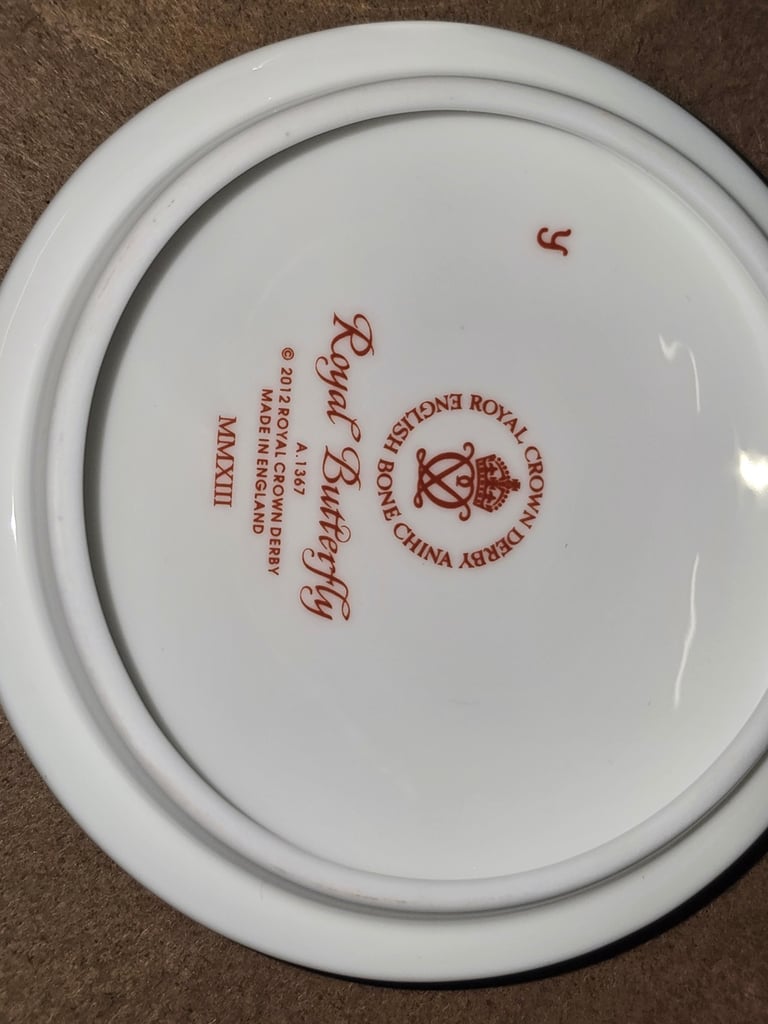 y
ROYAL CROWN DERBY
ENGLISH BONE CHINA
Royal Butterfly
A.1367
© 2012 ROYAL CROWN DERBY
MADE IN ENGLAND
MMXIII